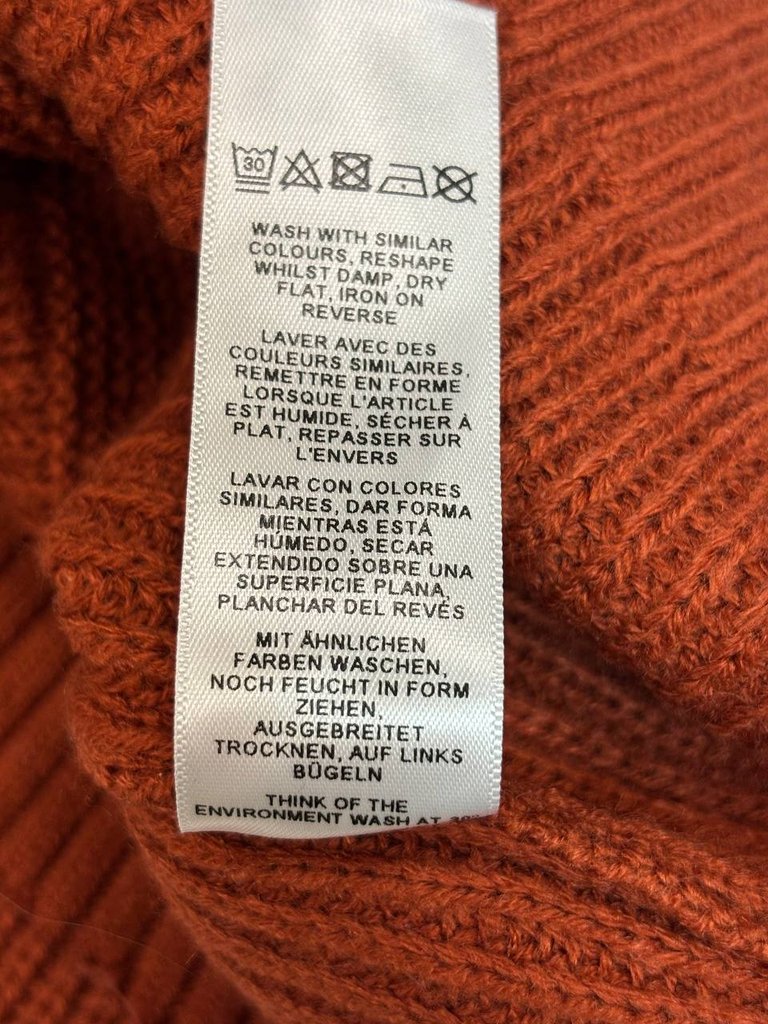 30
WASH WITH SIMILAR
COLOURS, RESHAPE
WHILST DAMP, DRY
FLAT, IRON ON
REVERSE
LAVER AVEC DES
COULEURS SIMILAIRES,
REMETTRE EN FORME
LORSQUE L'ARTICLE
EST HUMIDE, SÉCHER À
PLAT, REPASSER SUR
L'ENVERS
LAVAR CON COLORES
SIMILARES, DAR FORMA
MIENTRAS ESTÁ
HÚMEDO, SECAR
EXTENDIDO SOBRE UNA
SUPERFICIE PLANA,
PLANCHAR DEL REVÉS
MIT ÄHNLICHEN
FARBEN WASCHEN,
NOCH FEUCHT IN FORM
ZIEHEN,
AUSGEBREITET
TROCKNEN, AUF LINKS
BÜGELN
THINK OF THE
ENVIRONMENT WASH AT